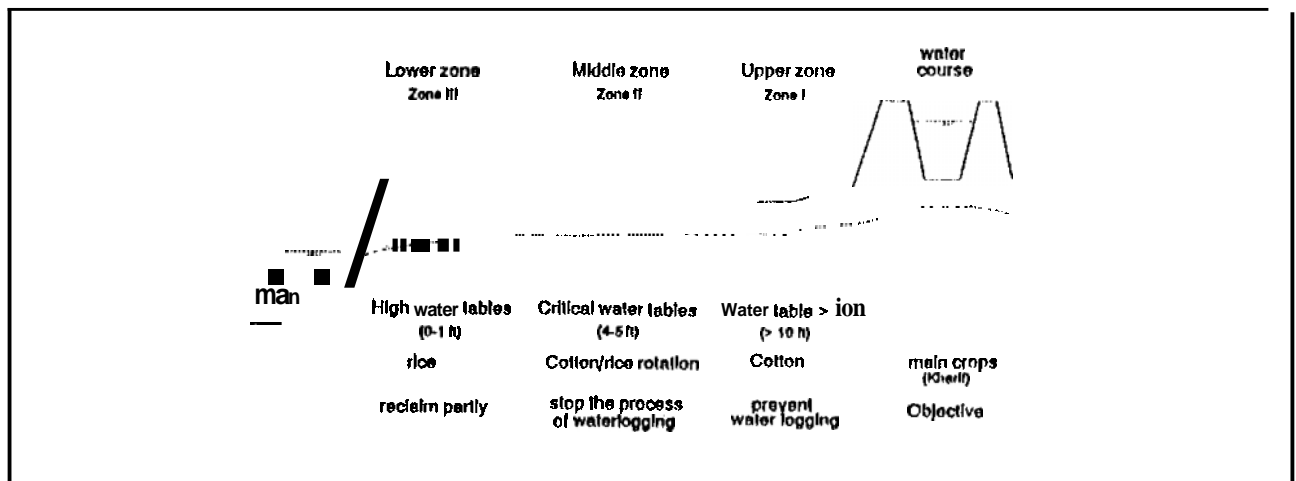 Lower zone
Zone III
Middle zone
Zone II
Upper zone
Zone I
water
course
man
High water tables
(0-1 ft)
Critical water tables
(4-5 ft)
Water table > ion
(> 10 ft)
rice
Cotton/rice rotation
Cotton
main crops
(Kharif)
reclaim partly
stop the process
of waterlogging
prevent
water logging
Objective